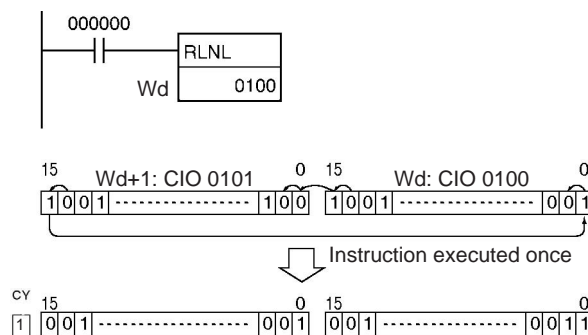 000000
RLNL
Wd 0100
15 Wd+1: CIO 0101 0 15 Wd: CIO 0100 0
1 0 0 1 1 0 0 1 0 0 1 0 0 1
Instruction executed once
CY 15 0 15 0
1 0 0 1 0 0 1 0 0 1 0 0 1 1